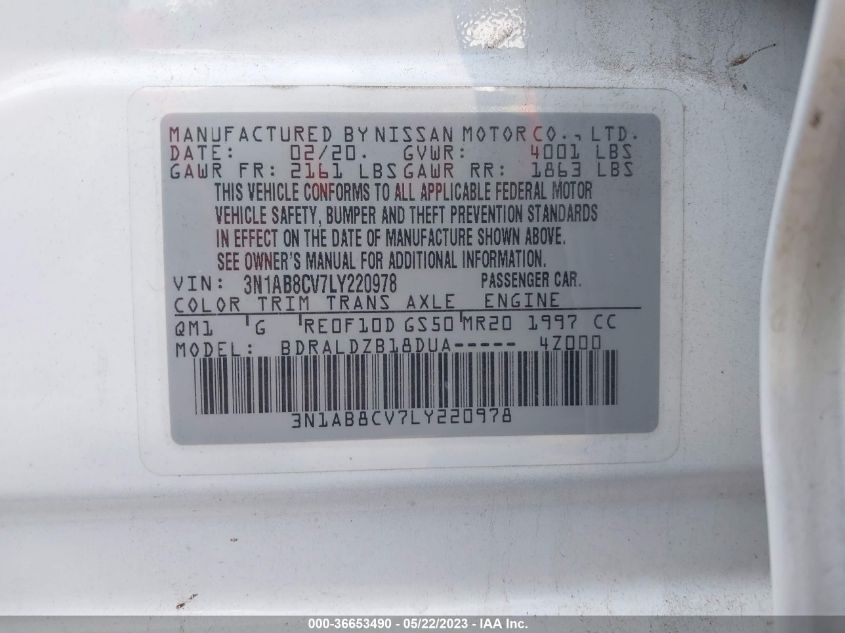 MANUFACTURED BY NISSAN MOTOR CO., LTD.
DATE: 02/20. GVWR: 4001 LBS
GAWR FR: 2161 LBS GAWR RR: 1863 LBS
THIS VEHICLE CONFORMS TO ALL APPLICABLE FEDERAL MOTOR
VEHICLE SAFETY, BUMPER AND THEFT PREVENTION STANDARDS
IN EFFECT ON THE DATE OF MANUFACTURE SHOWN ABOVE.
SEE OWNER'S MANUAL FOR ADDITIONAL INFORMATION.
VIN: 3N1AB8CV7LY220978 PASSENGER CAR.
COLOR TRIM TRANS AXLE ENGINE
QM1 G RE0F10D GS50 MR20 1997 CC
MODEL: BDRALDZB18DUA----- 4Z000
3N1AB8CV7LY220978
000-36653490 - 05/22/2023 - IAA Inc.